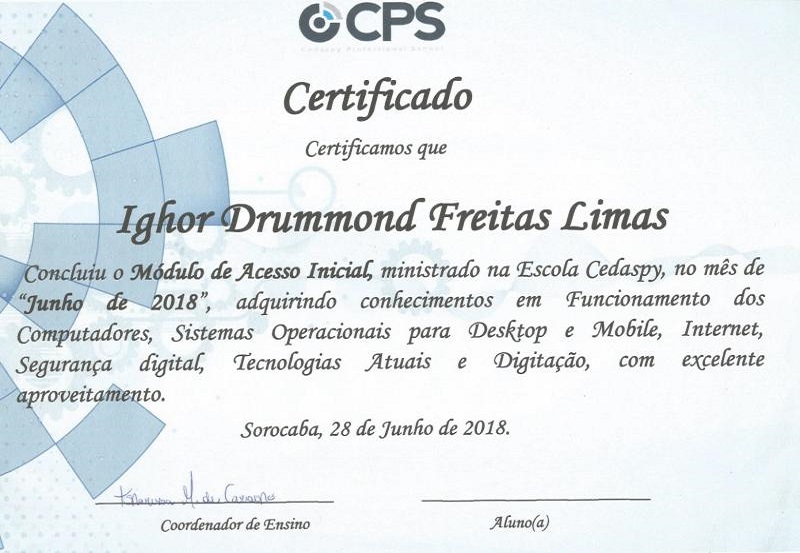 CPS
Cedaspy Professional School
Certificado
Certificamos que
Ighor Drummond Freitas Limas
Concluiu o Módulo de Acesso Inicial, ministrado na Escola Cedaspy, no mês de
“Junho de 2018”, adquirindo conhecimentos em Funcionamento dos
Computadores, Sistemas Operacionais para Desktop e Mobile, Internet,
Segurança digital, Tecnologias Atuais e Digitação, com excelente
aproveitamento.
Sorocaba, 28 de Junho de 2018.
M. de
Coordenador de Ensino
Aluno(a)